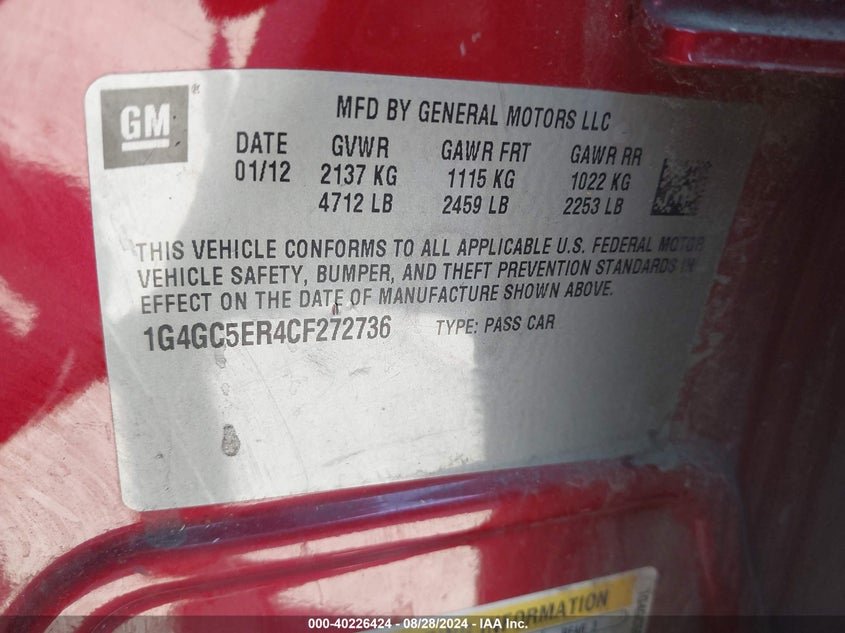 GM®
MFD BY GENERAL MOTORS LLC
DATE GVWR GAWR FRT GAWR RR
01/12 2137 KG 1115 KG 1022 KG
4712 LB 2459 LB 2253 LB
THIS VEHICLE CONFORMS TO ALL APPLICABLE U.S. FEDERAL MOTOR
VEHICLE SAFETY, BUMPER, AND THEFT PREVENTION STANDARDS IN
EFFECT ON THE DATE OF MANUFACTURE SHOWN ABOVE.
1G4GC5ER4CF272736 TYPE: PASS CAR
INFORMATION
000-40226424 - 08/28/2024 - IAA Inc.